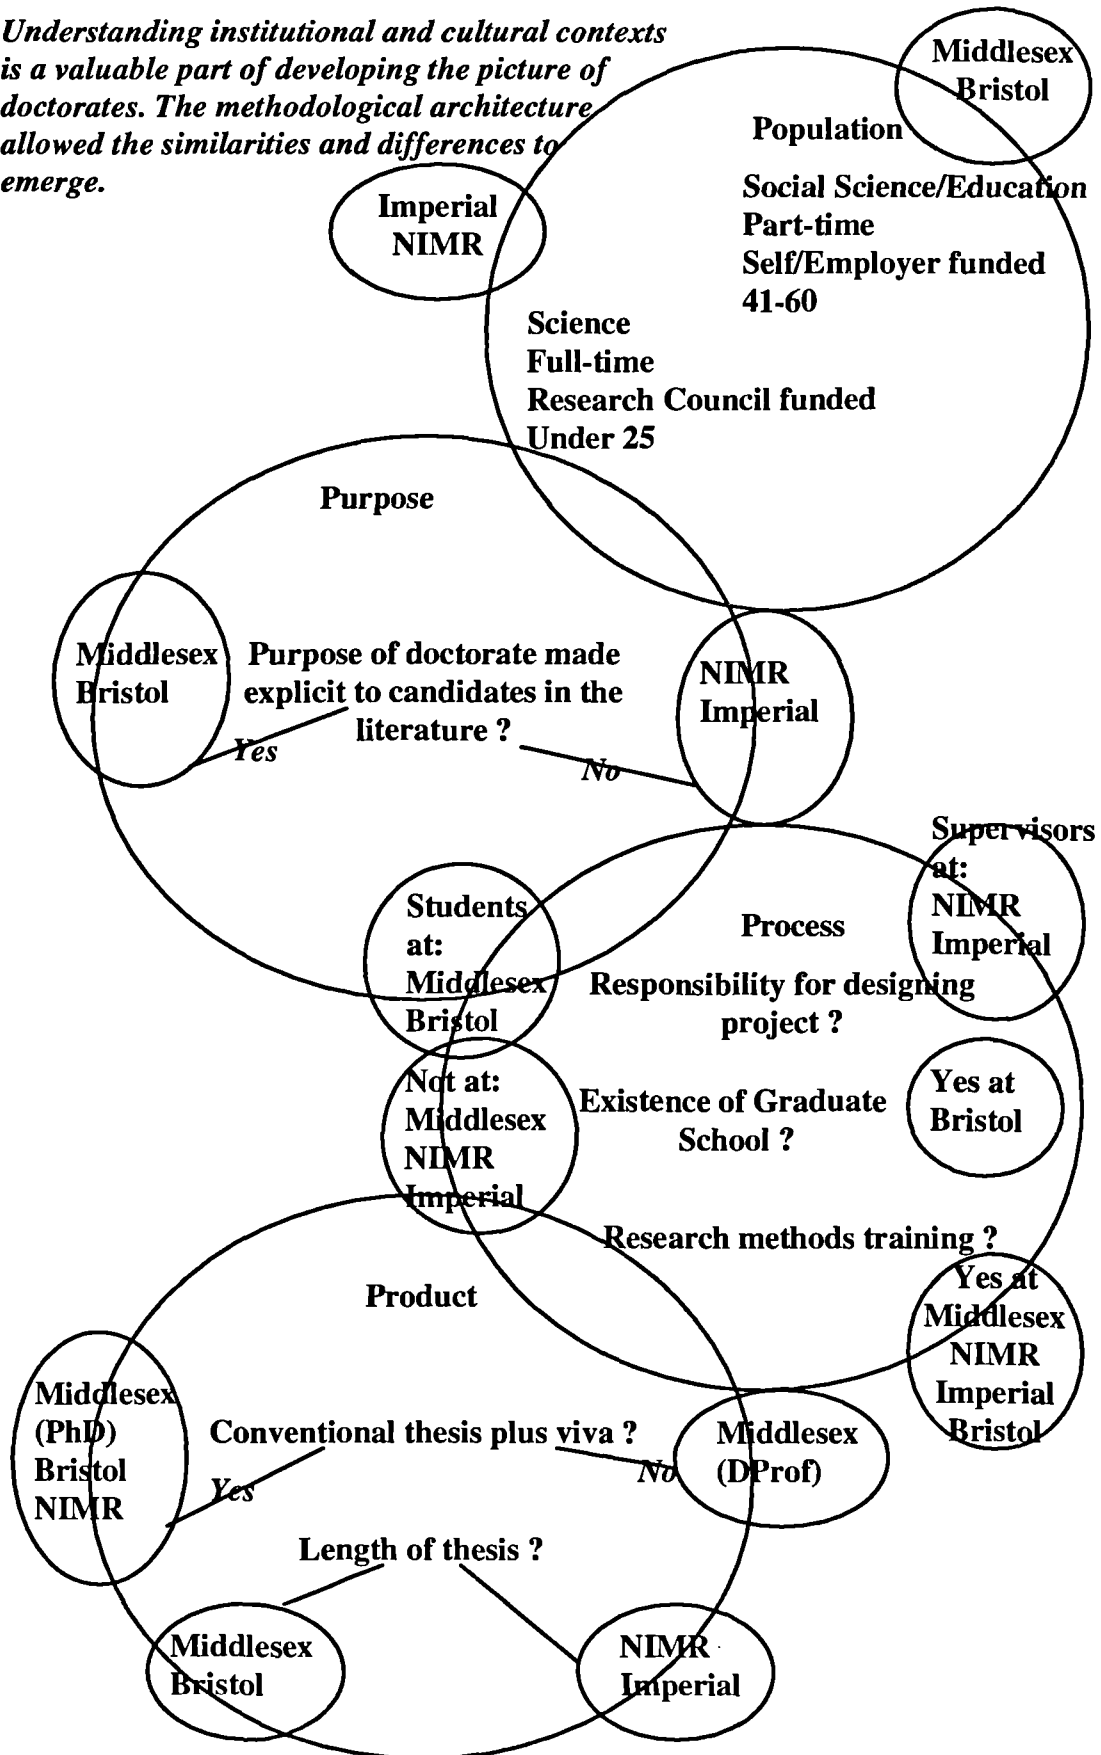 Understanding institutional and cultural contexts
is a valuable part of developing the picture of
doctorates. The methodological architecture
allowed the similarities and differences to
emerge.
Middlesex
Bristol
Population
Social Science/Education
Part-time
Self/Employer funded
41-60
Imperial
NIMR
Science
Full-time
Research Council funded
Under 25
Purpose
Middlesex
Bristol
Purpose of doctorate made
explicit to candidates in the
literature ?
Yes
No
NIMR
Imperial
Supervisors
at:
NIMR
Imperial
Students
at:
Middlesex
Bristol
Process
Responsibility for designing
project ?
Not at:
Middlesex
NIMR
Imperial
Existence of Graduate
School ?
Yes at
Bristol
Research methods training ?
Yes at
Middlesex
NIMR
Imperial
Bristol
Product
Middlesex
(PhD)
Bristol
NIMR
Conventional thesis plus viva ?
Yes
No
Middlesex
(DProf)
Length of thesis ?
Middlesex
Bristol
NIMR
Imperial